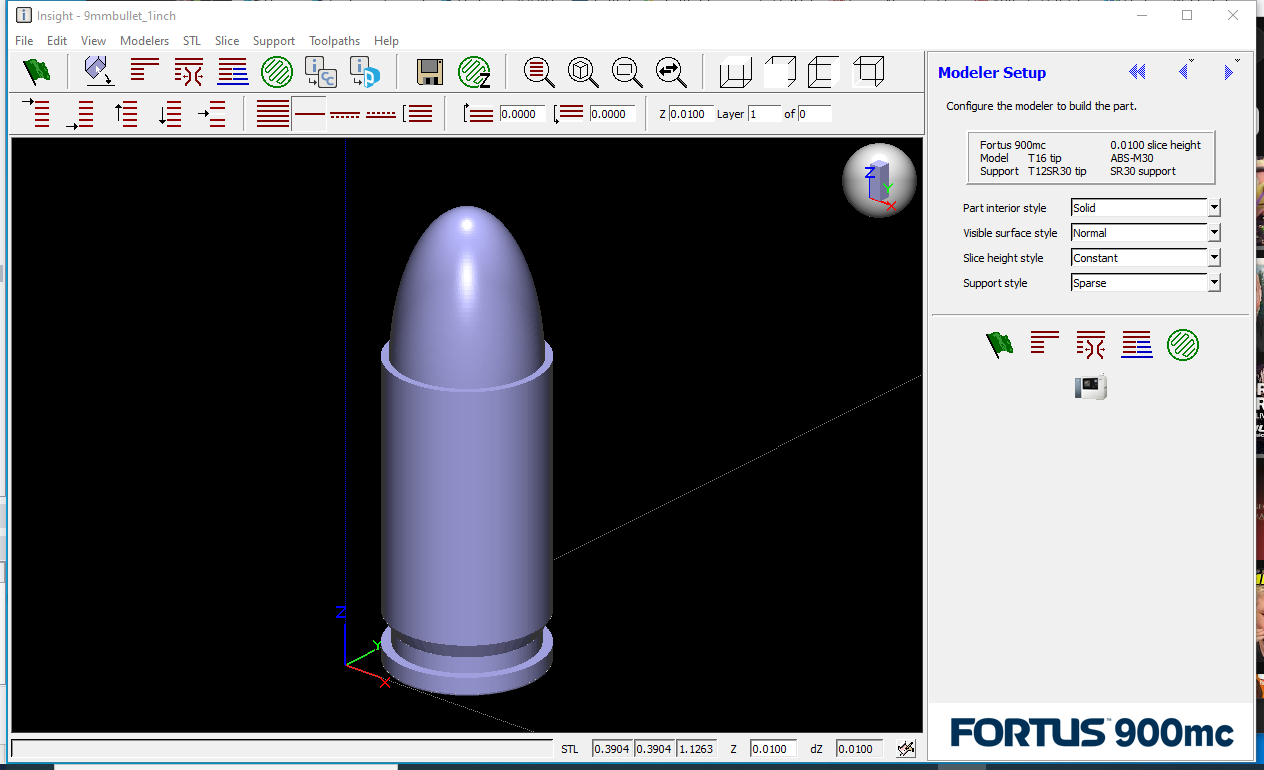 Insight - 9mmbullet_1inch
File Edit View Modelers STL Slice Support Toolpaths Help
i Cc i p Z
0.0000 0.0000 Z 0.0100 Layer 1 of 0
Z Y X
Z Y X
STL 0.3904 0.3904 1.1263 Z 0.0100 dZ 0.0100
Modeler Setup
Configure the modeler to build the part.
Fortus 900mc 0.0100 slice height
Model T16 tip ABS-M30
Support T12SR30 tip SR30 support
Part interior style Solid
Visible surface style Normal
Slice height style Constant
Support style Sparse
FORTUS™ 900mc